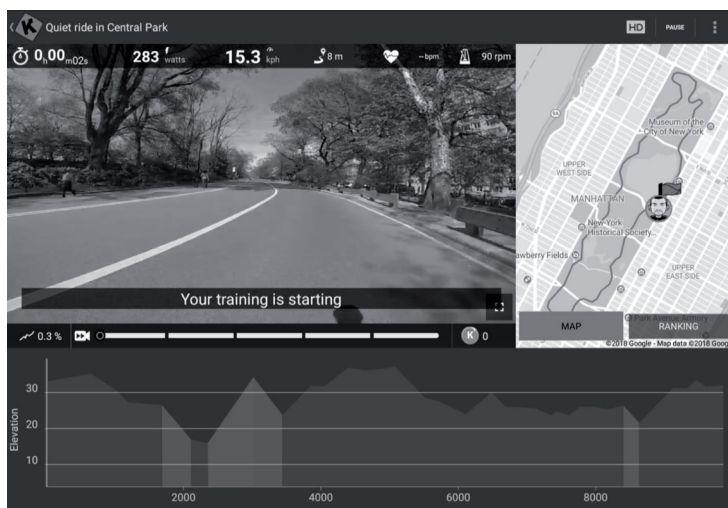 K Quiet ride in Central Park
HD PAUSE
0h00m02s 283 watts 15.3 kph 8 m --bpm 90 rpm
Museum of the
City of New York
UPPER
WEST SIDE
MANHATTAN
New-York
Historical Society...
awberry Fields
UPPER
EAST SIDE
Your training is starting
Park Avenue Armory
MAP RANKING
0.3 % K 0
©2018 Google - Map data ©2018 Goog
Elevation
30
20
10
2000 4000 6000 8000